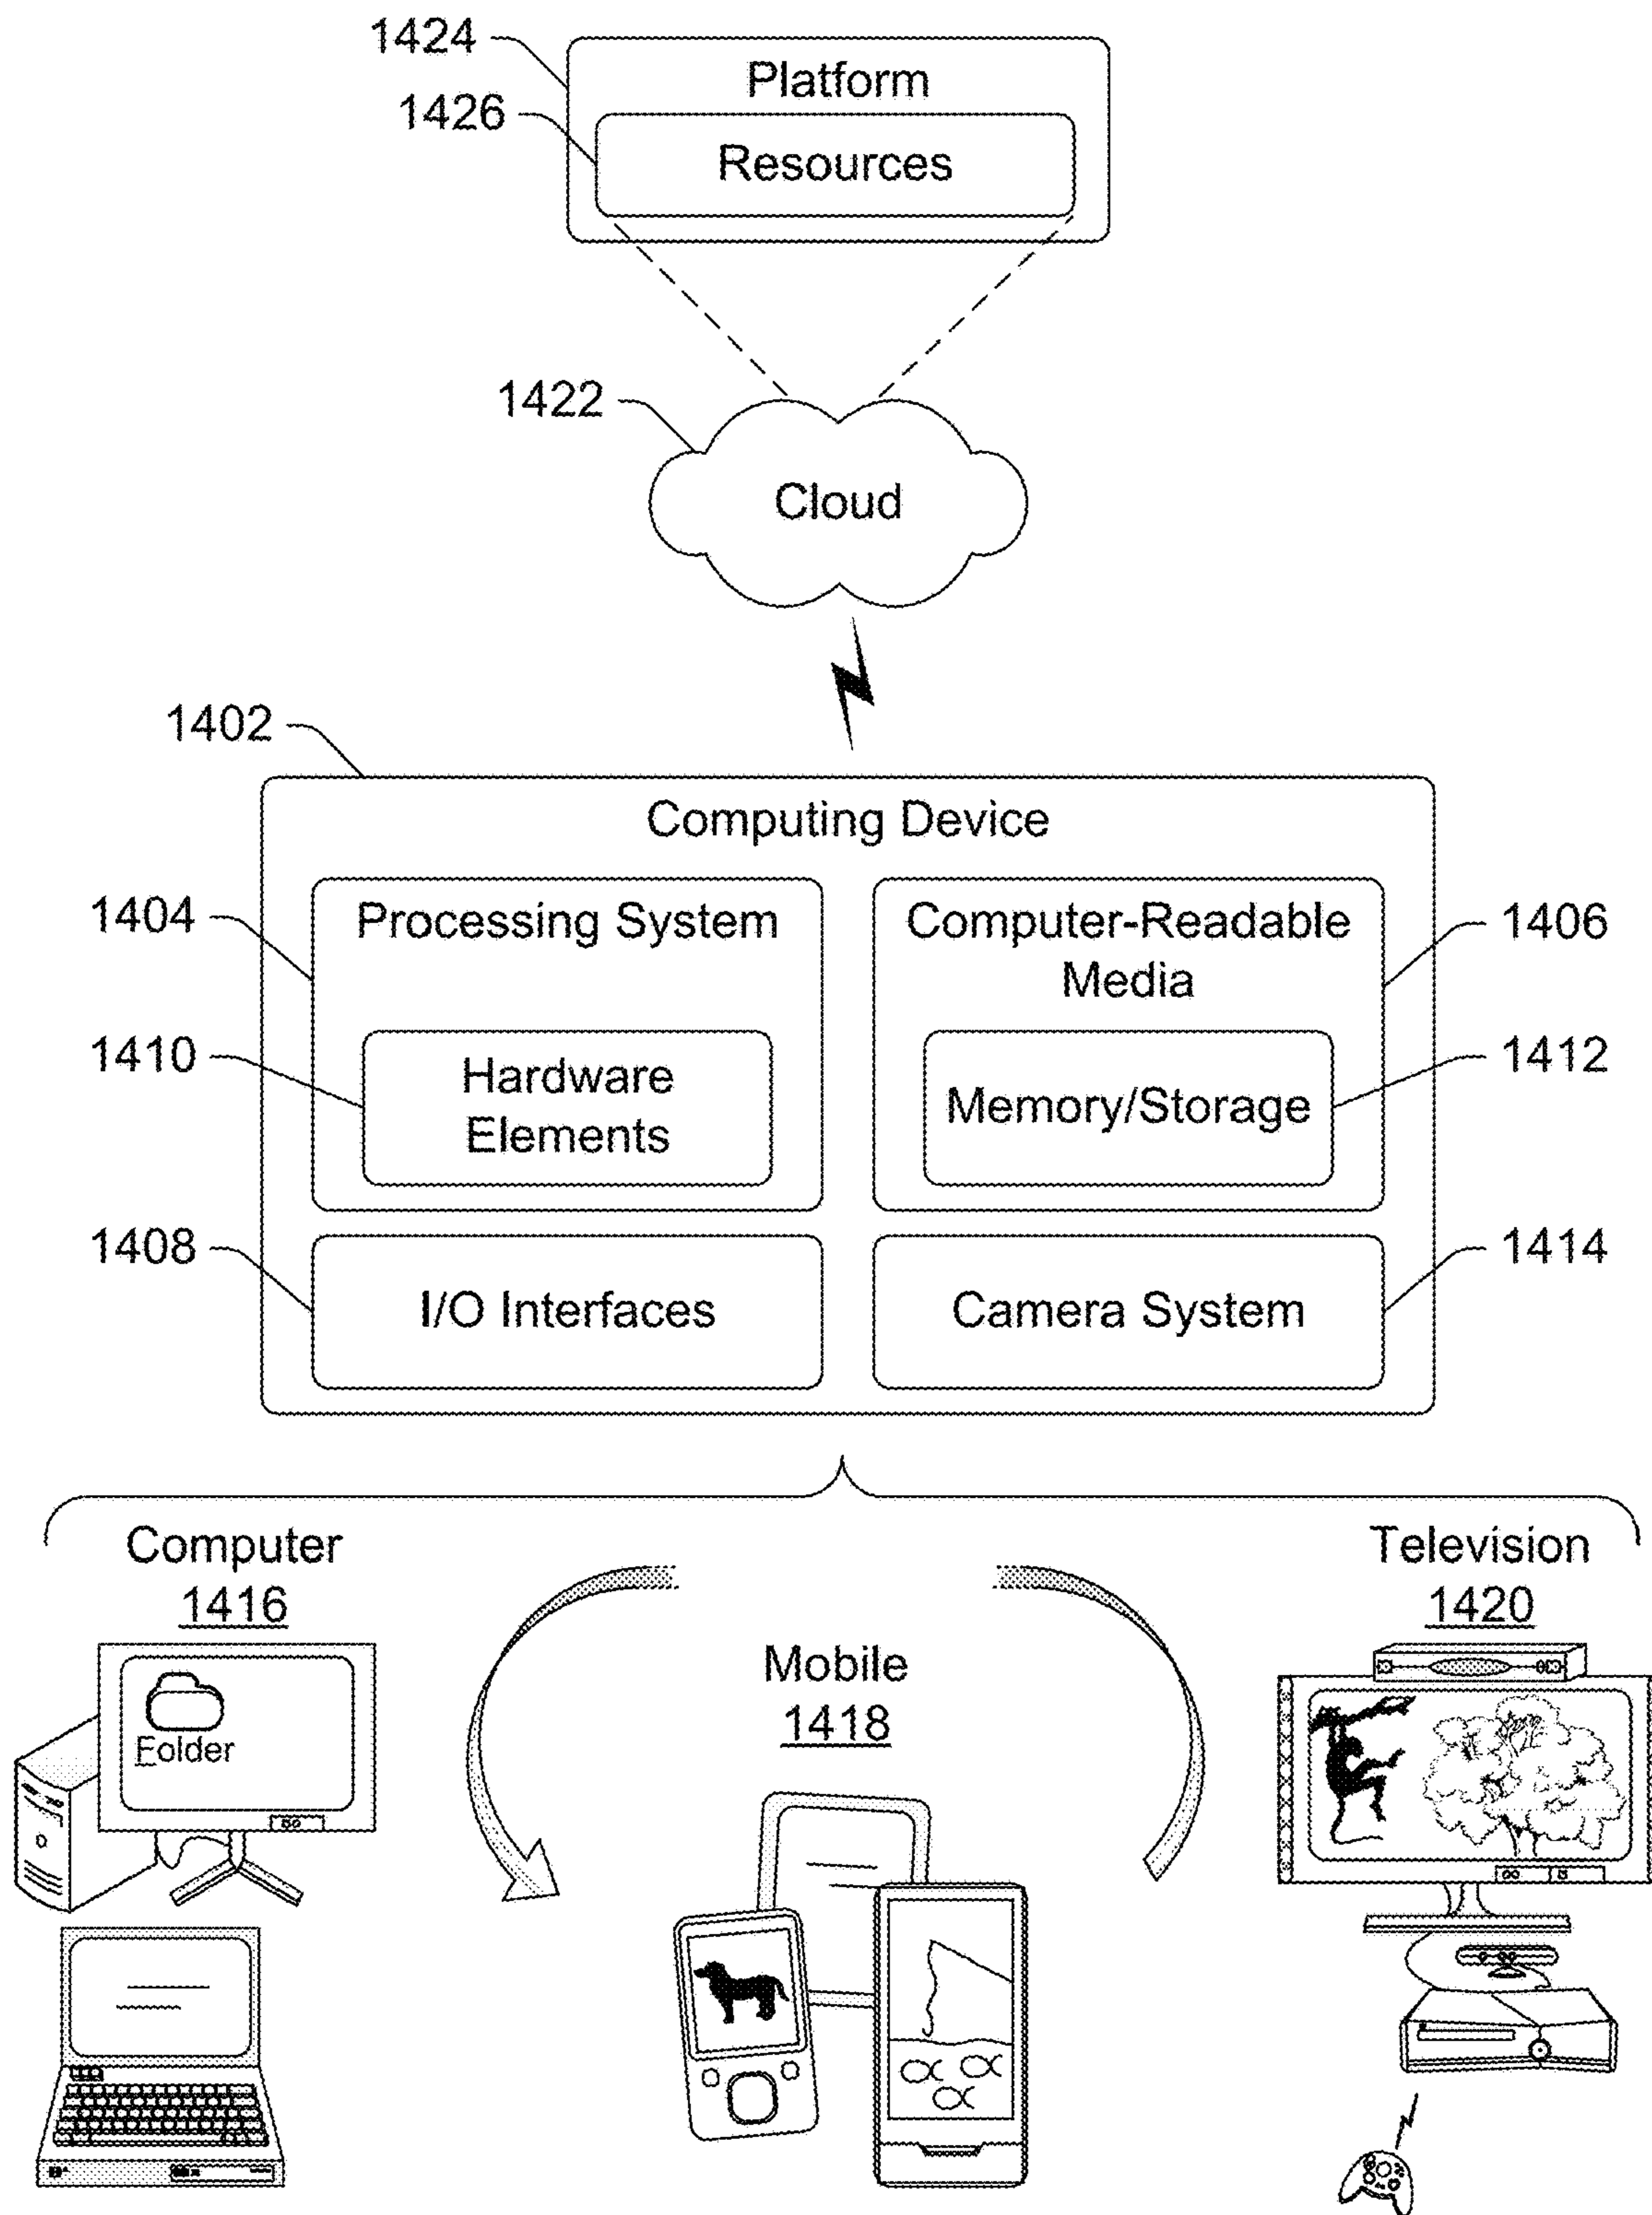 1424
Platform
1426
Resources
1422
Cloud
1402
Computing Device
1404
Processing System
Computer-Readable
Media
1406
1410
Hardware
Elements
Memory/Storage
1412
1408
I/O Interfaces
Camera System
1414
Computer
1416
Television
1420
Mobile
1418
Folder